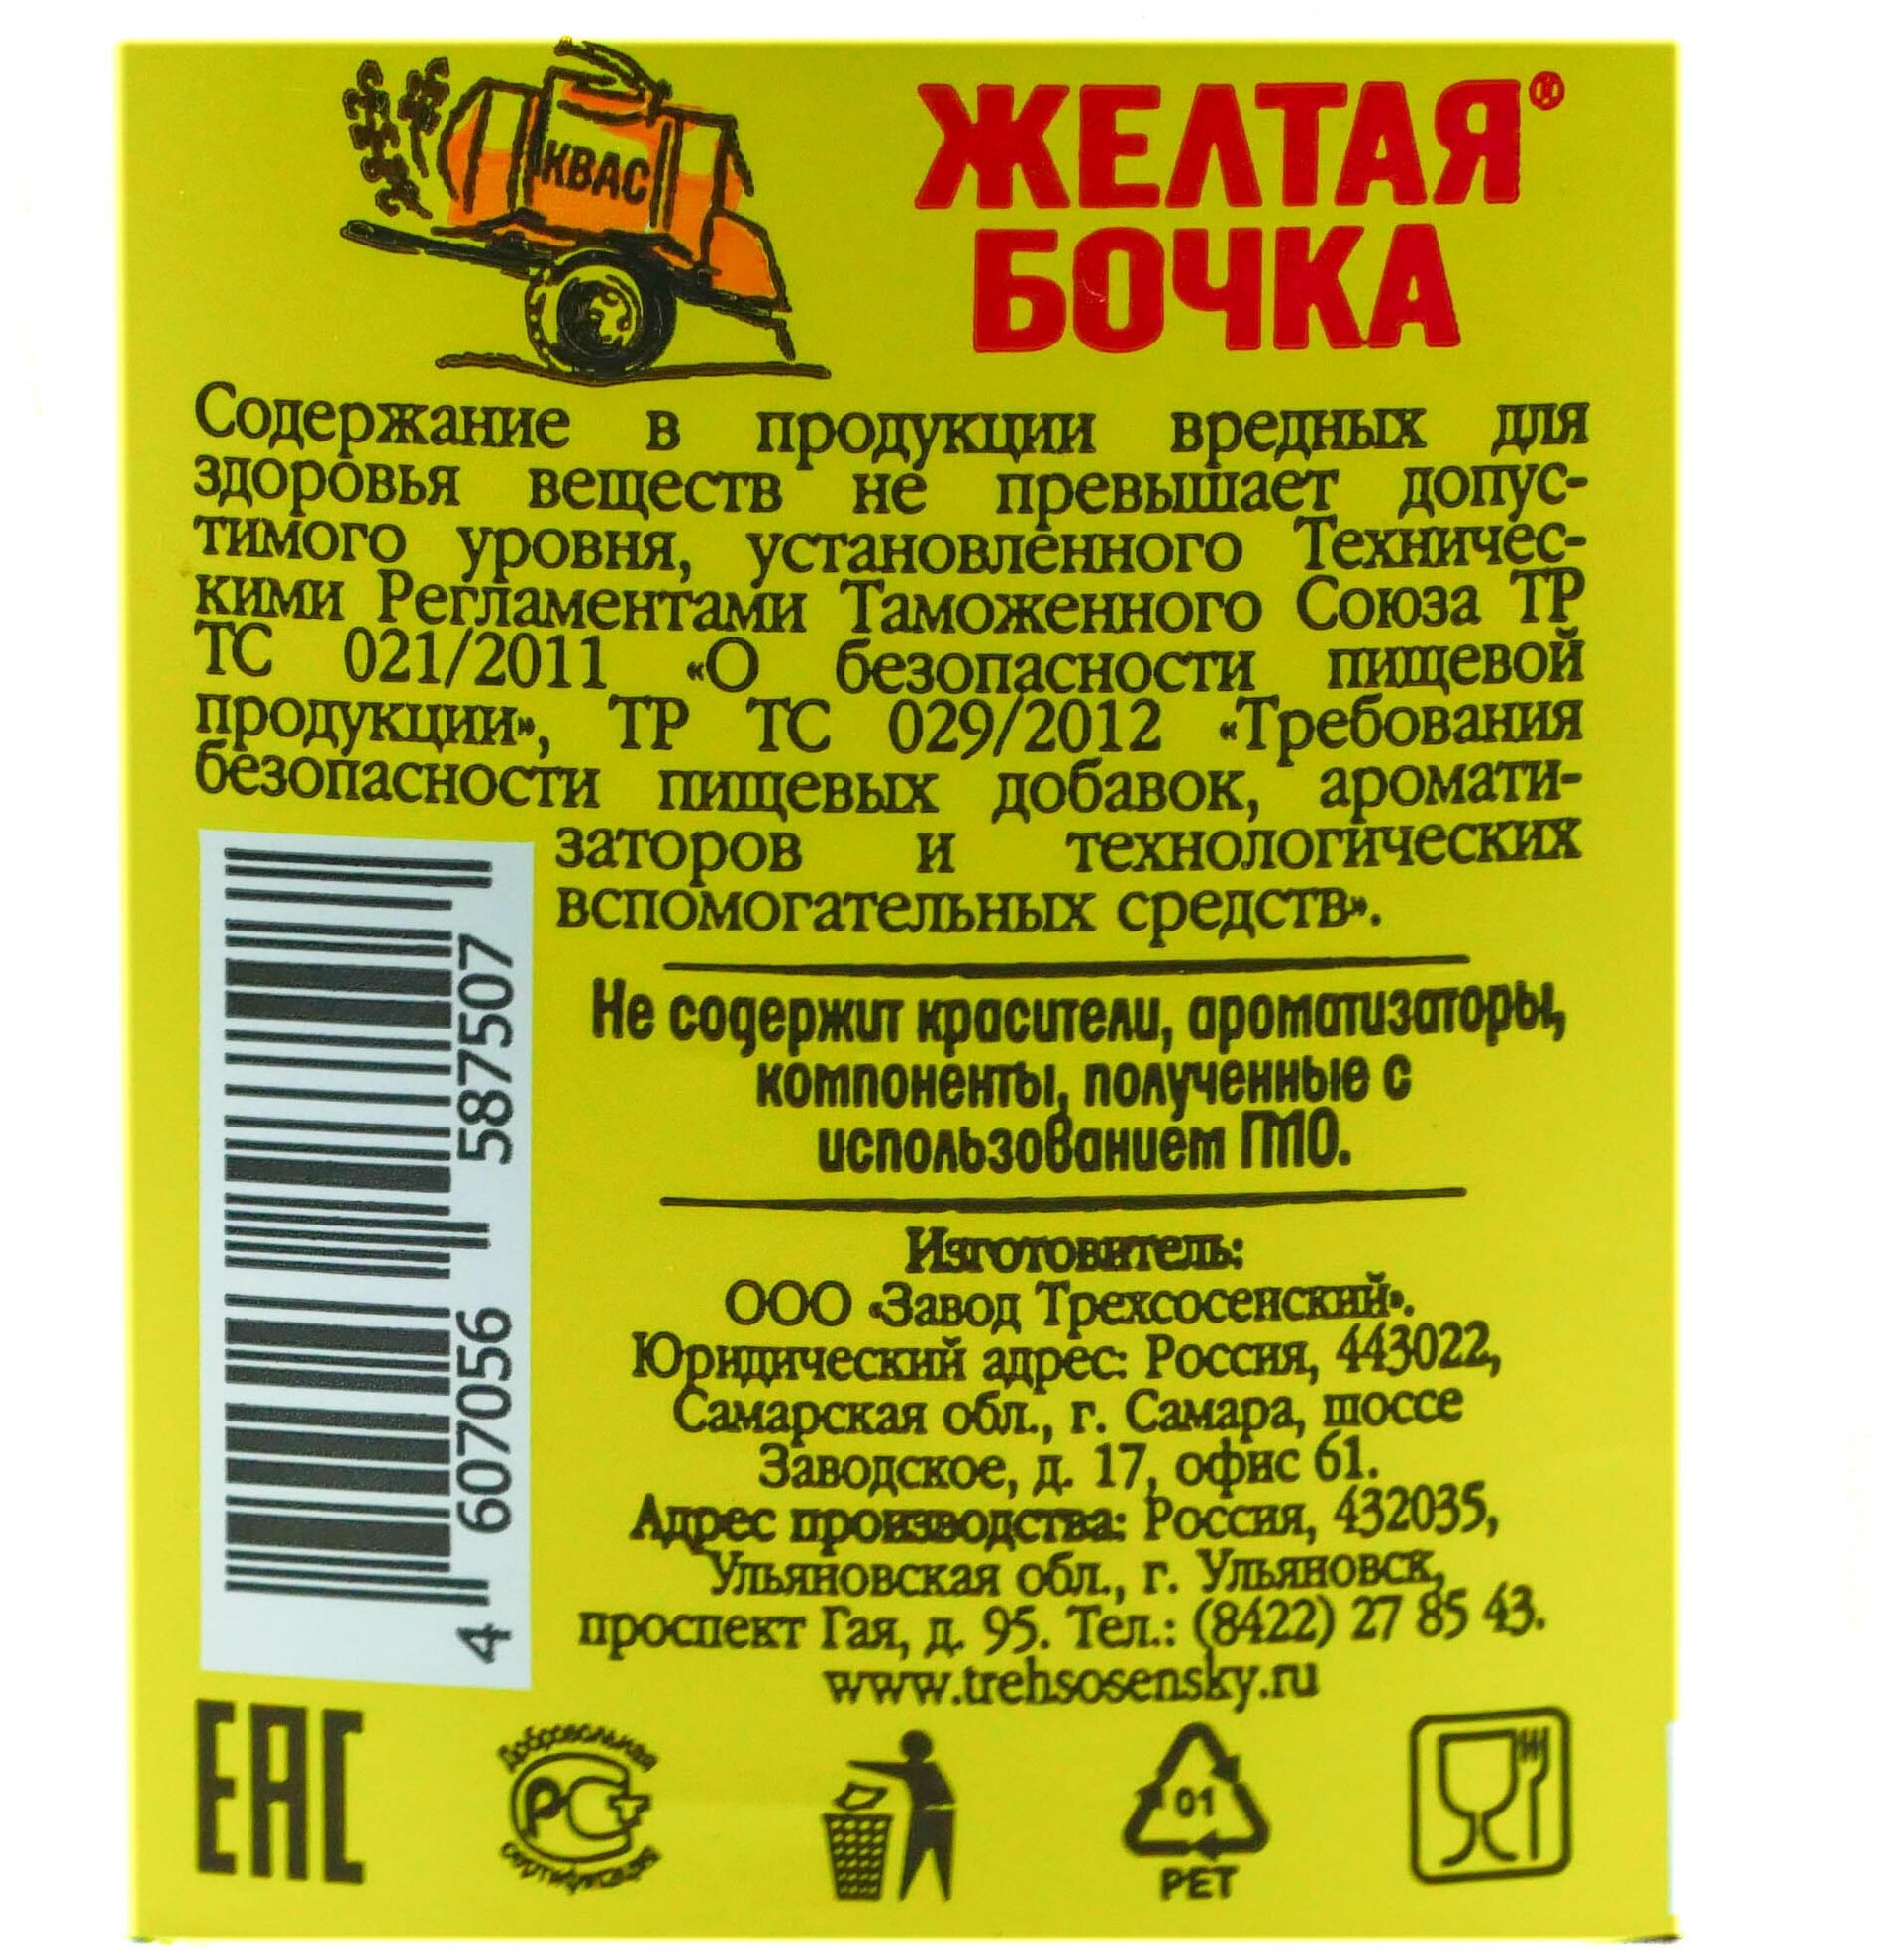 КВАС
ЖЕЛТАЯ®
БОЧКА
Содержание в продукции вредных для
здоровья веществ не превышает допус-
тимого уровня, установленного Техничес-
кими Регламентами Таможенного Союза ТР
ТС 021/2011 «О безопасности пищевой
продукции», ТР ТС 029/2012 «Требования
безопасности пищевых добавок, аромати-
заторов и технологических
вспомогательных средств».
Не содержит красители, ароматизаторы,
компоненты, полученные с
использованием ГМО.
Изготовитель:
ООО «Завод Трехсосенский».
Юридический адрес: Россия, 443022,
Самарская обл., г. Самара, шоссе
Заводское, д. 17, офис 61.
Адрес производства: Россия, 432035,
Ульяновская обл., г. Ульяновск,
проспект Гая, д. 95. Тел.: (8422) 27 85 43.
www.trehsosensky.ru
4 607056 587507
EAC
Добровольная
РСТ
сертификация
01
PET